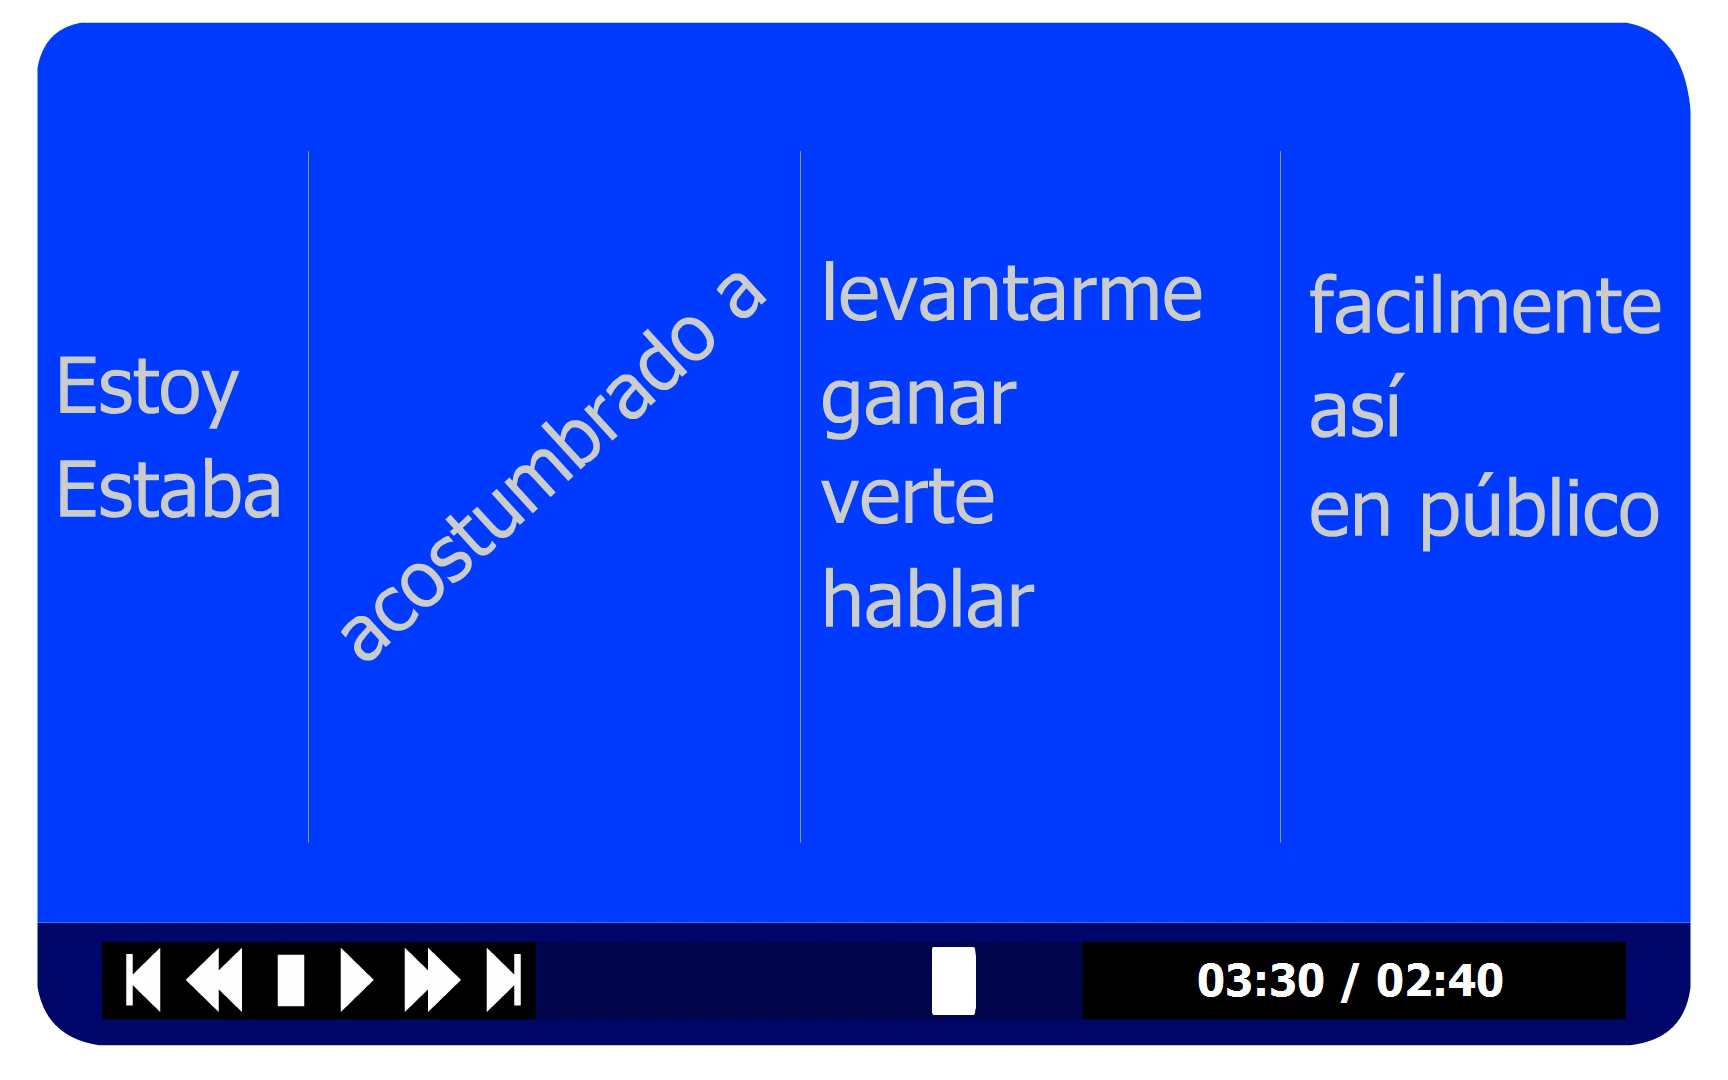 Estoy
Estaba
acostumbrado a
levantarme
ganar
verte
hablar
facilmente
así
en público
03:30 / 02:40